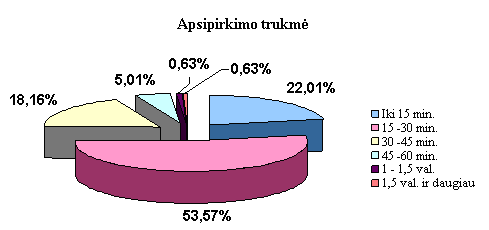 Apsipirkimo trukmė
0,63%
0,63%
5,01%
22,01%
18,16%
53,57%
Iki 15 min.
15 -30 min.
30 -45 min.
45 -60 min.
1 - 1,5 val.
1,5 val. ir daugiau